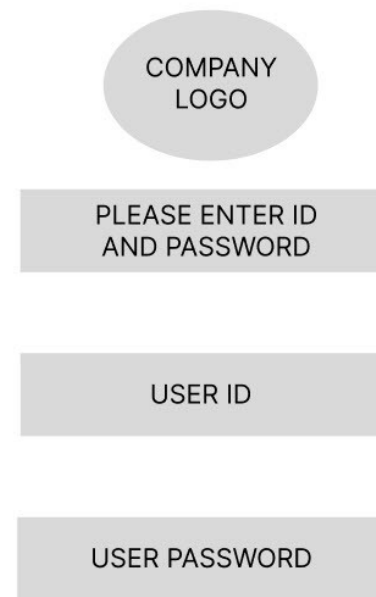 COMPANY
LOGO
PLEASE ENTER ID
AND PASSWORD
USER ID
USER PASSWORD